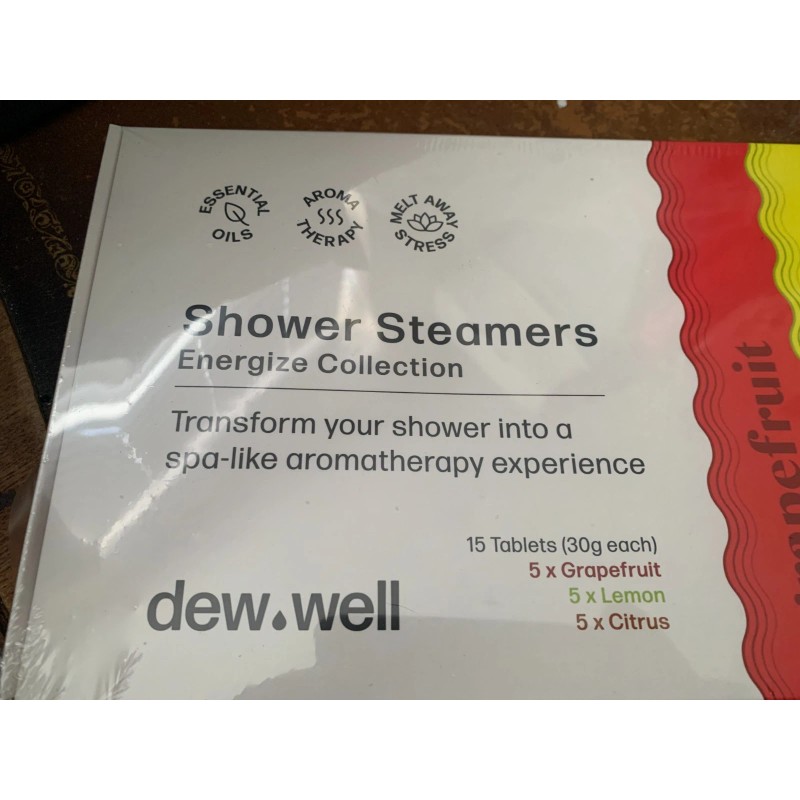 ESSENTIAL OILS
AROMA THERAPY
MELT AWAY STRESS
Shower Steamers
Energize Collection
Transform your shower into a
spa-like aromatherapy experience
15 Tablets (30g each)
5 x Grapefruit
5 x Lemon
5 x Citrus
dew.well